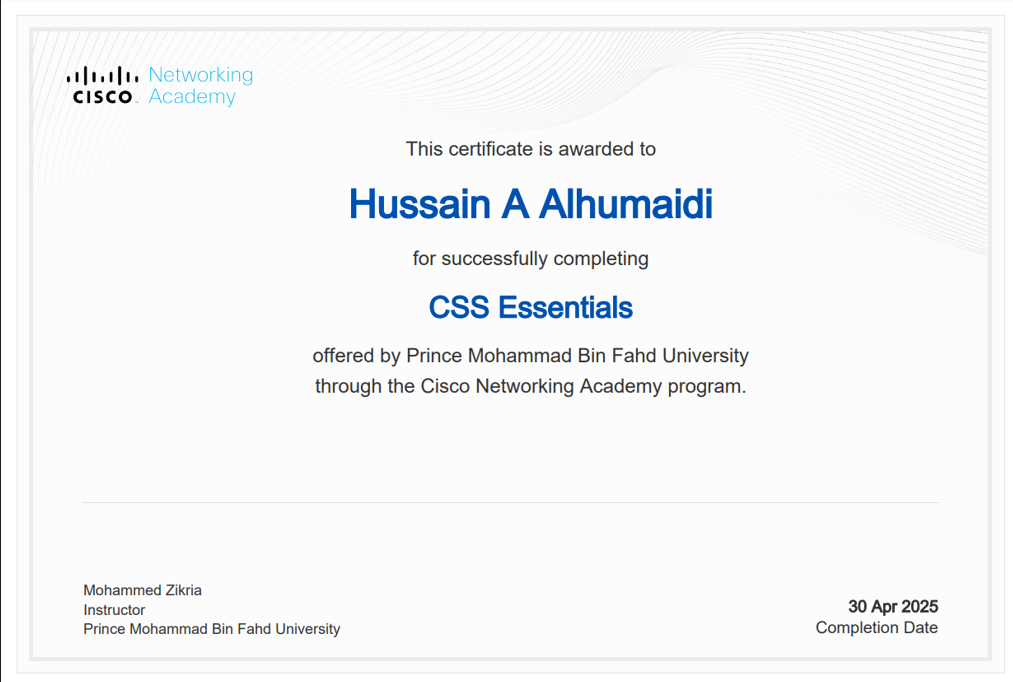 Networking
CISCO Academy
This certificate is awarded to
Hussain A Alhumaidi
for successfully completing
CSS Essentials
offered by Prince Mohammad Bin Fahd University
through the Cisco Networking Academy program.
Mohammed Zikria
Instructor
Prince Mohammad Bin Fahd University
30 Apr 2025
Completion Date